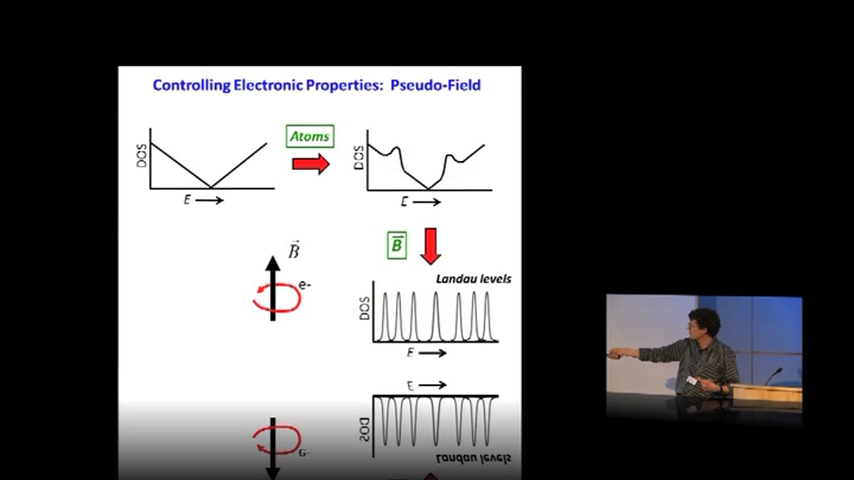 Controlling Electronic Properties: Pseudo-Field
Atoms
DOS
E
DOS
E
B
B
e-
Landau levels
DOS
E
E
DOS
Landau levels